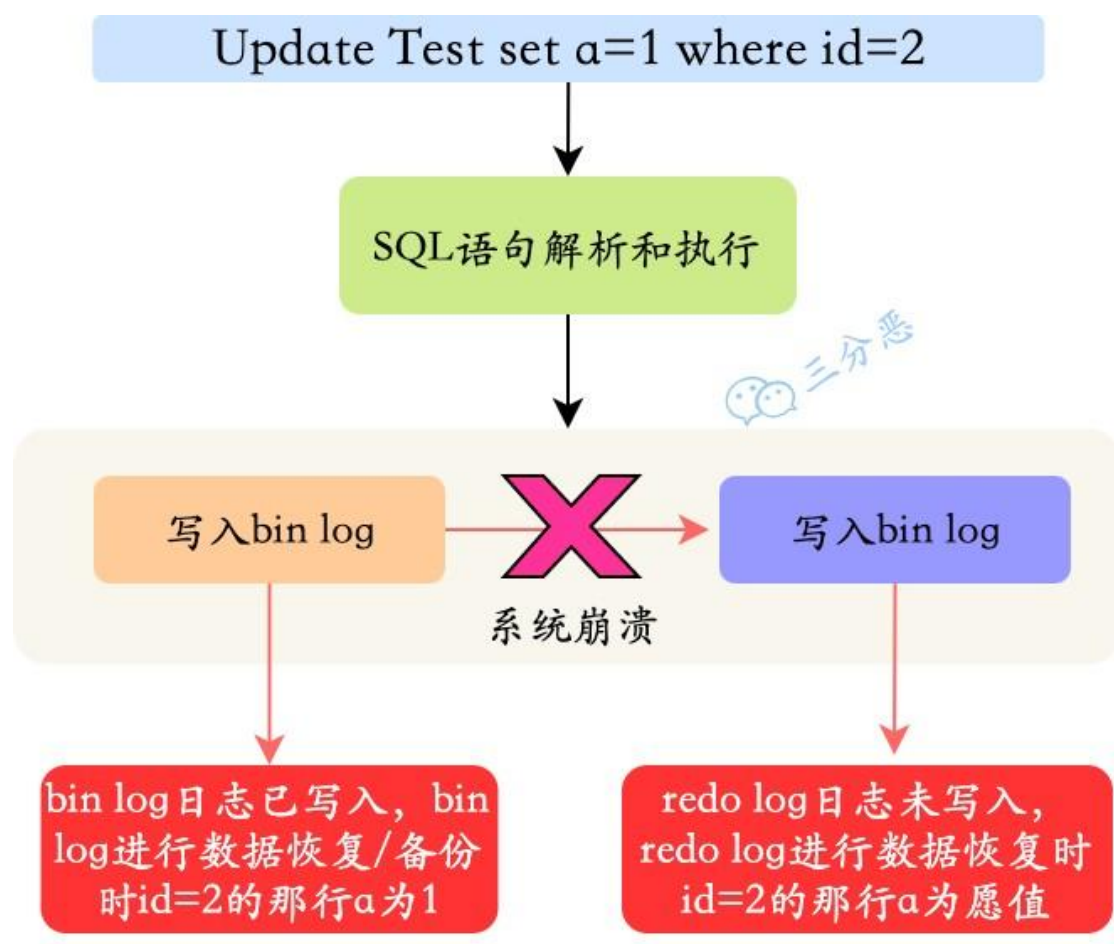 Update Test set a=1 where id=2
SQL语句解析和执行
三分恶
写入bin log
写入bin log
系统崩溃
bin log日志已写入，bin
log进行数据恢复/备份
时id=2的那行a为1
redo log日志未写入，
redo log进行数据恢复时
id=2的那行a为愿值